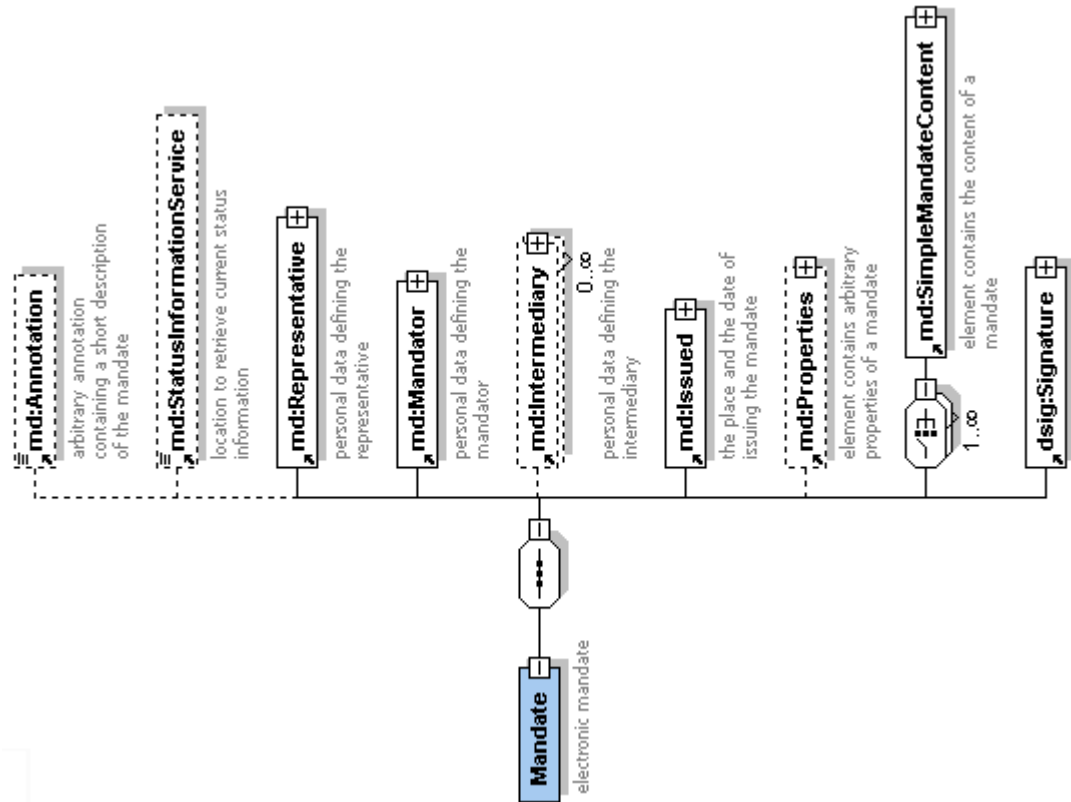 Mandate
electronic mandate
md:Annotation
arbitrary annotation
containing a short description
of the mandate
md:StatusInformationService
location to retrieve current status
information
md:Representative
personal data defining the
representative
md:Mandator
personal data defining the
mandator
md:Intermediary
0..∞
personal data defining the
intermediary
md:Issued
the place and the date of
issuing the mandate
md:Properties
element contains arbitrary
properties of a mandate
1..∞
md:SimpleMandateContent
element contains the content of a
mandate
dsig:Signature